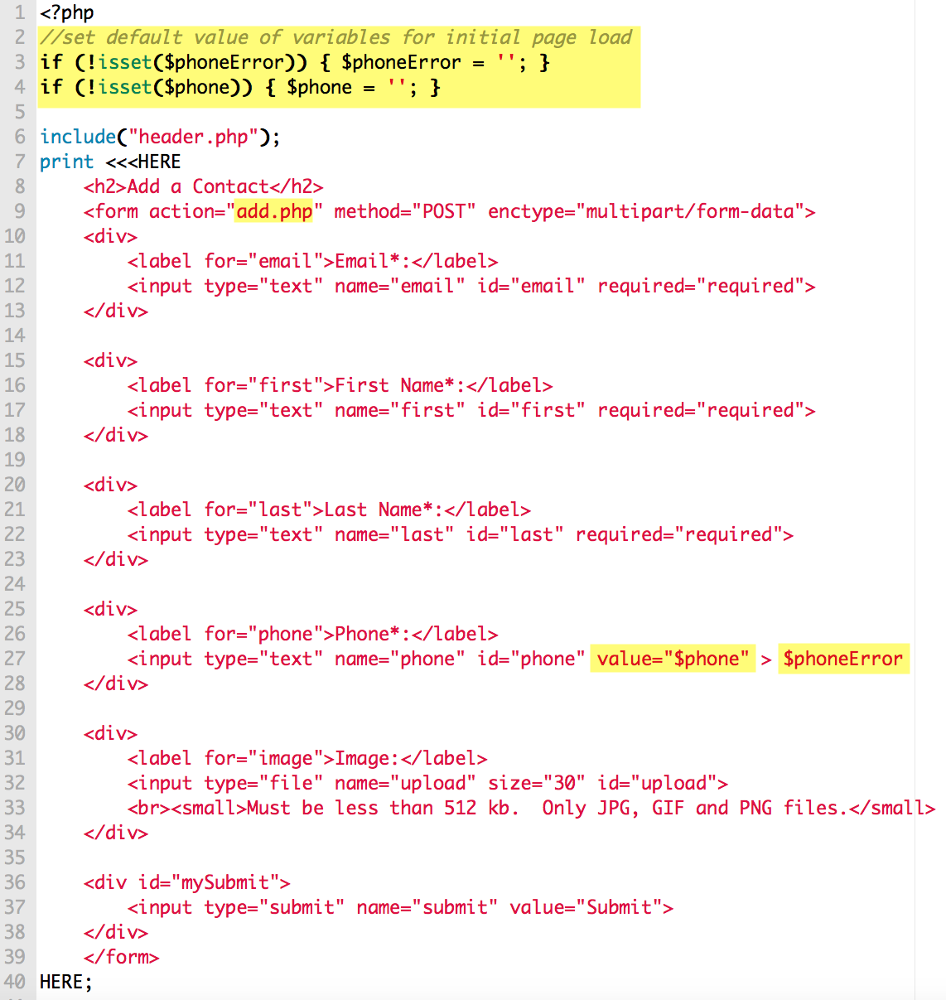 1 <?php
2 //set default value of variables for initial page load
3 if (!isset($phoneError)) { $phoneError = ''; }
4 if (!isset($phone)) { $phone = ''; }
5
6 include("header.php");
7 print <<<HERE
8     <h2>Add a Contact</h2>
9     <form action="add.php" method="POST" enctype="multipart/form-data">
10     <div>
11         <label for="email">Email*:</label>
12         <input type="text" name="email" id="email" required="required">
13     </div>
14
15     <div>
16         <label for="first">First Name*:</label>
17         <input type="text" name="first" id="first" required="required">
18     </div>
19
20     <div>
21         <label for="last">Last Name*:</label>
22         <input type="text" name="last" id="last" required="required">
23     </div>
24
25     <div>
26         <label for="phone">Phone*:</label>
27         <input type="text" name="phone" id="phone" value="$phone" > $phoneError
28     </div>
29
30     <div>
31         <label for="image">Image:</label>
32         <input type="file" name="upload" size="30" id="upload">
33         <br><small>Must be less than 512 kb.  Only JPG, GIF and PNG files.</small>
34     </div>
35
36     <div id="mySubmit">
37         <input type="submit" name="submit" value="Submit">
38     </div>
39     </form>
40 HERE;